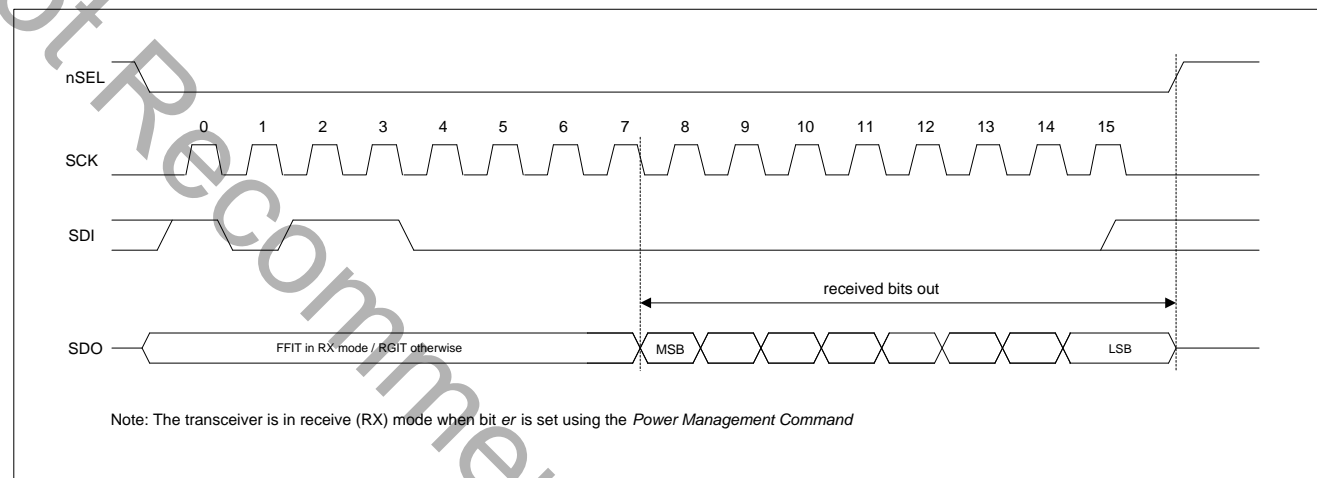 nSEL
0 1 2 3 4 5 6 7 8 9 10 11 12 13 14 15
SCK
SDI
received bits out
SDO
FFIT in RX mode / RGIT otherwise
MSB
LSB
Note: The transceiver is in receive (RX) mode when bit er is set using the Power Management Command
ot Recomme